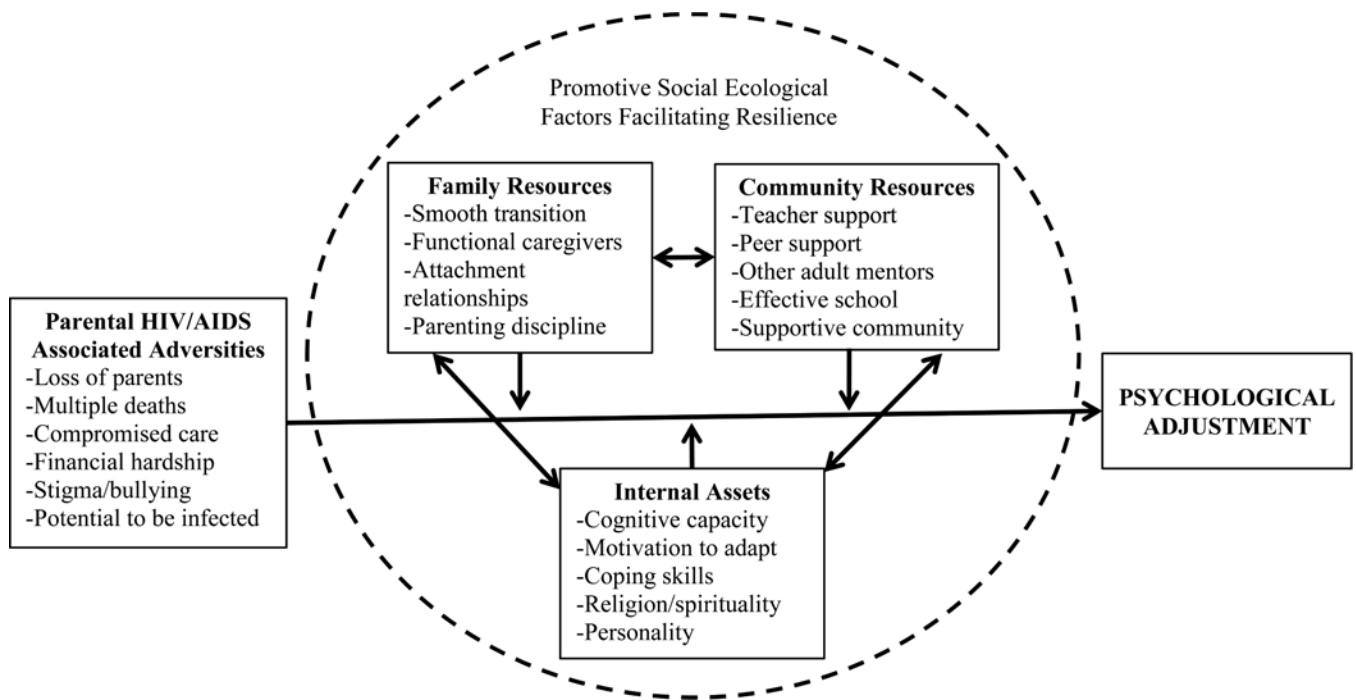 Promotive Social Ecological
Factors Facilitating Resilience
Family Resources
-Smooth transition
-Functional caregivers
-Attachment
relationships
-Parenting discipline
Community Resources
-Teacher support
-Peer support
-Other adult mentors
-Effective school
-Supportive community
Parental HIV/AIDS
Associated Adversities
-Loss of parents
-Multiple deaths
-Compromised care
-Financial hardship
-Stigma/bullying
-Potential to be infected
PSYCHOLOGICAL
ADJUSTMENT
Internal Assets
-Cognitive capacity
-Motivation to adapt
-Coping skills
-Religion/spirituality
-Personality